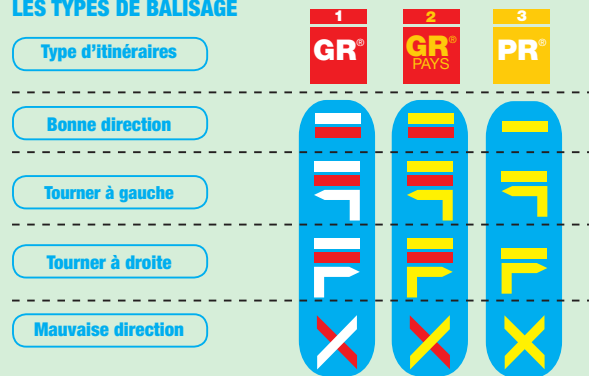 LES TYPES DE BALISAGE
1 2 3
Type d'itinéraires
GR® GR® PR®
PAYS
Bonne direction
Tourner à gauche
Tourner à droite
Mauvaise direction